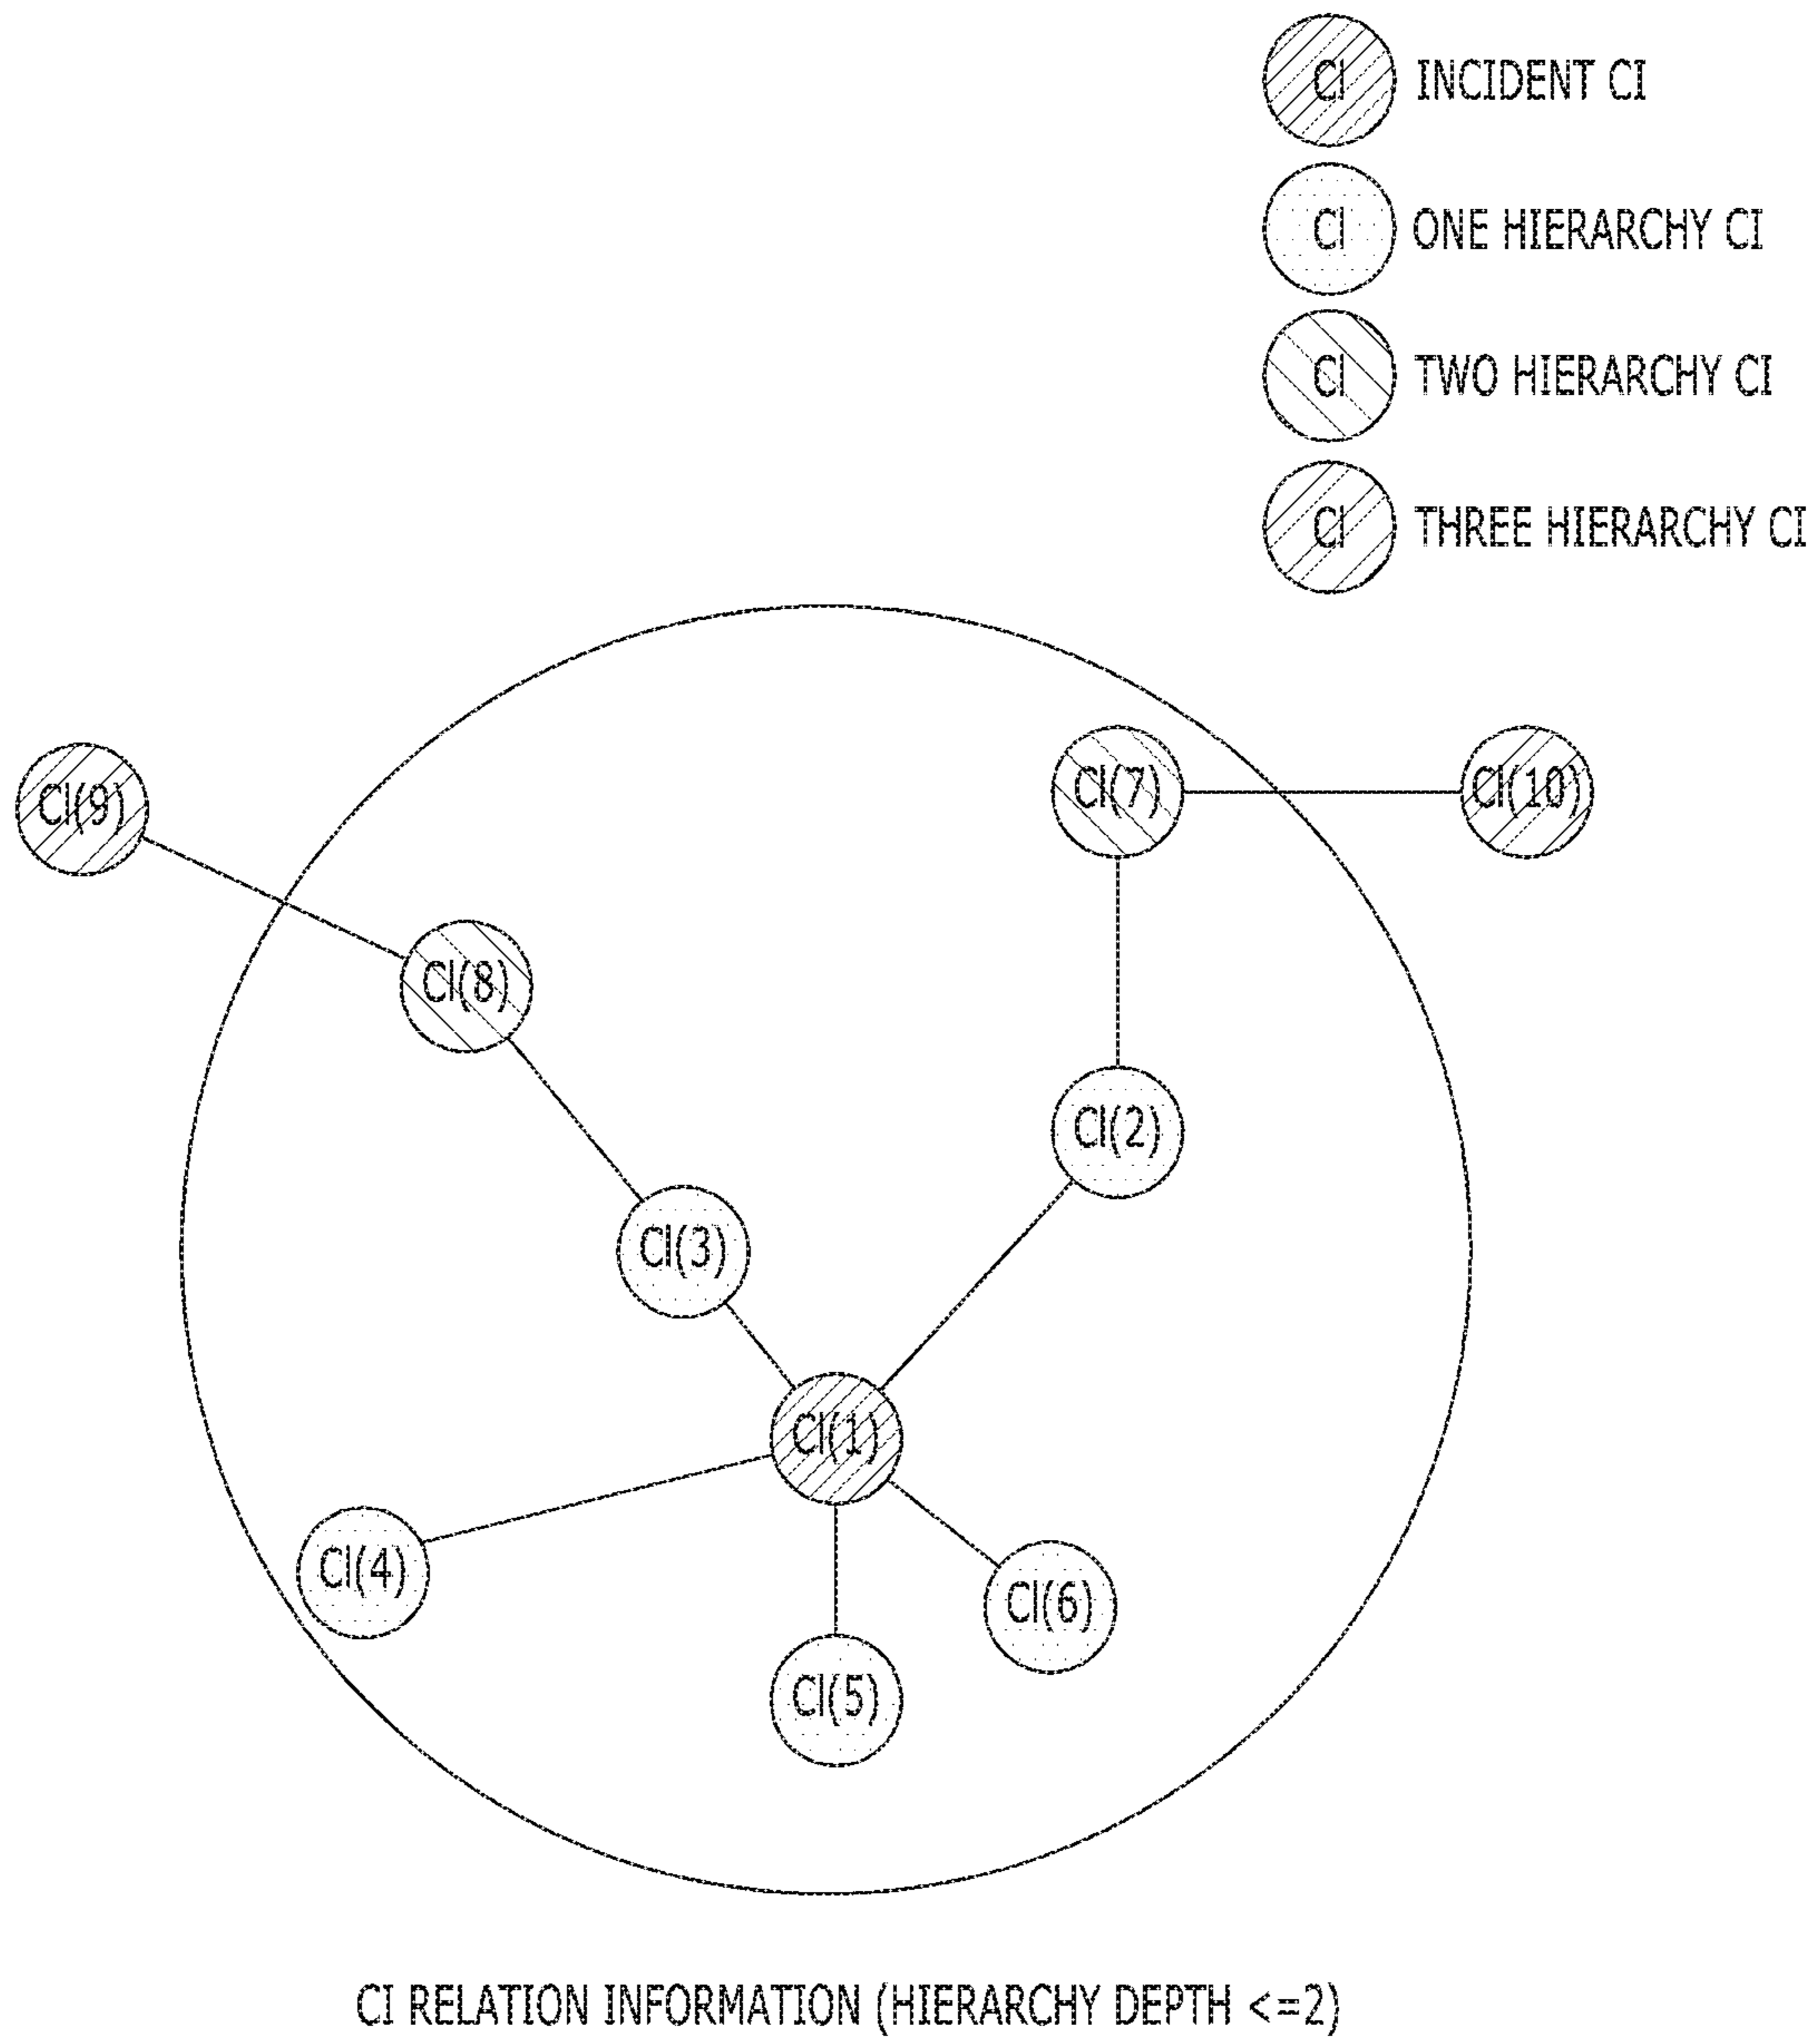 CI INCIDENT CI
CI ONE HIERARCHY CI
CI TWO HIERARCHY CI
CI THREE HIERARCHY CI
CI(9)
CI(7)
CI(10)
CI(8)
CI(2)
CI(3)
CI(1)
CI(4)
CI(6)
CI(5)
CI RELATION INFORMATION (HIERARCHY DEPTH <=2)